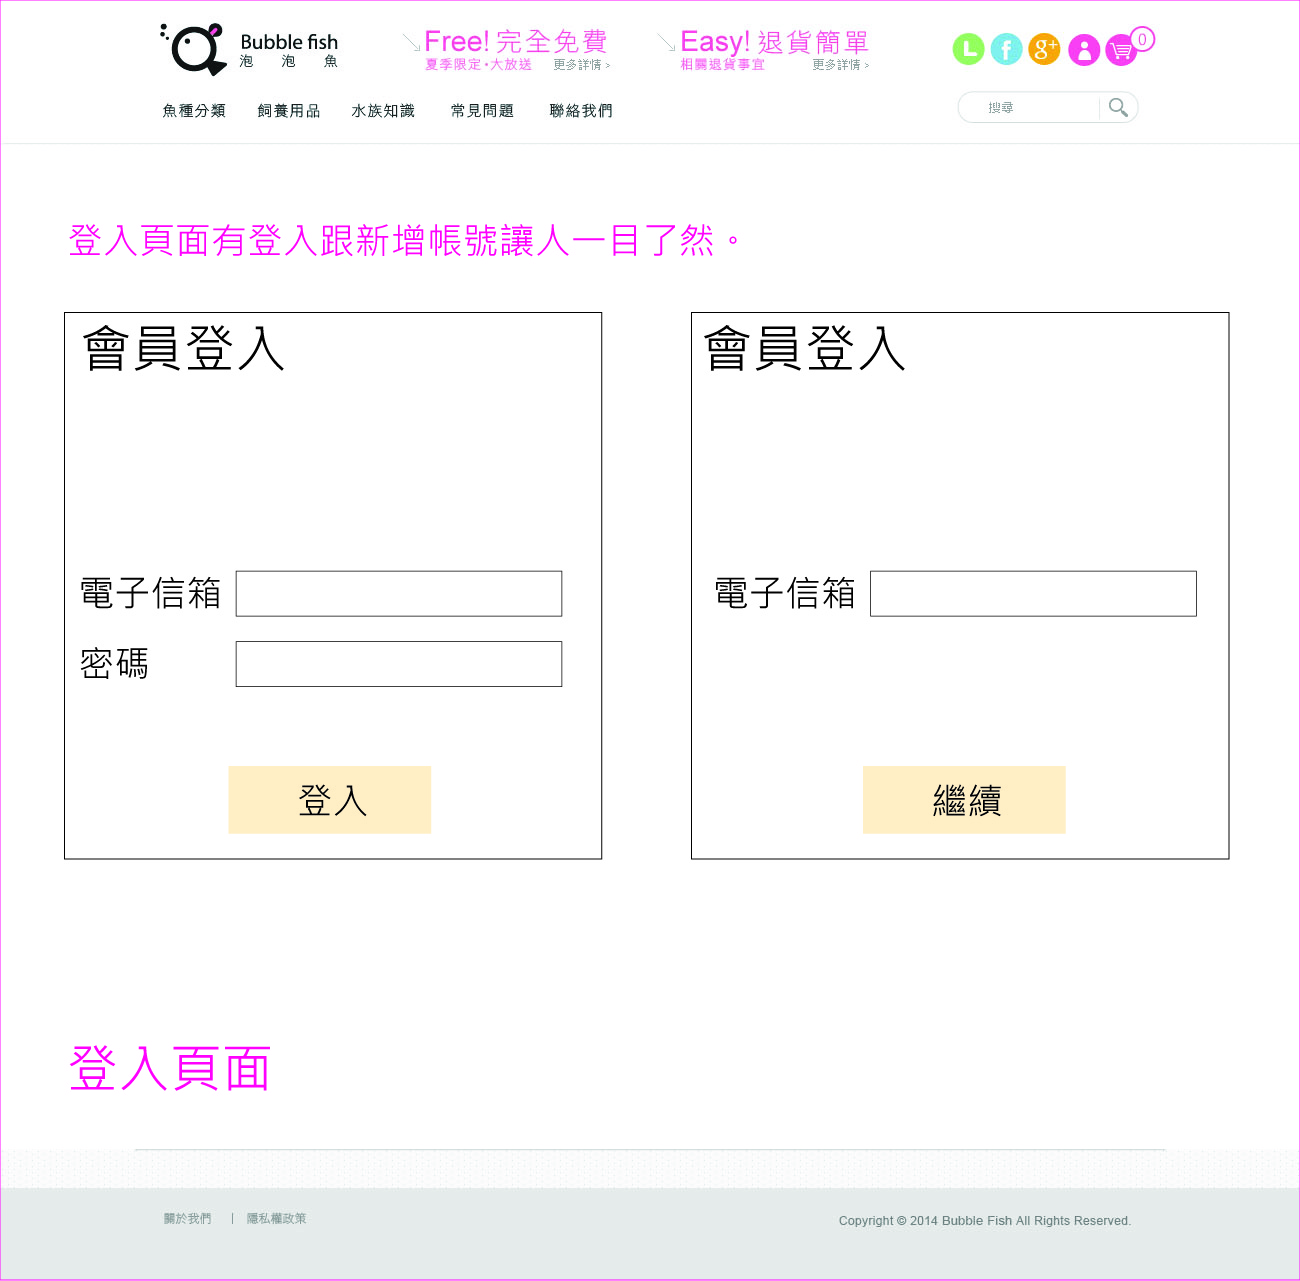 Bubble fish
泡 泡 魚
Free! 完全免費
夏季限定・大放送 更多詳情 >
Easy! 退貨簡單
相關退貨事宜 更多詳情 >
L f g+ 0
魚種分類 飼養用品 水族知識 常見問題 聯絡我們
搜尋
登入頁面有登入跟新增帳號讓人一目了然。
會員登入
電子信箱
密碼
登入
會員登入
電子信箱
繼續
登入頁面
關於我們 | 隱私權政策
Copyright © 2014 Bubble Fish All Rights Reserved.